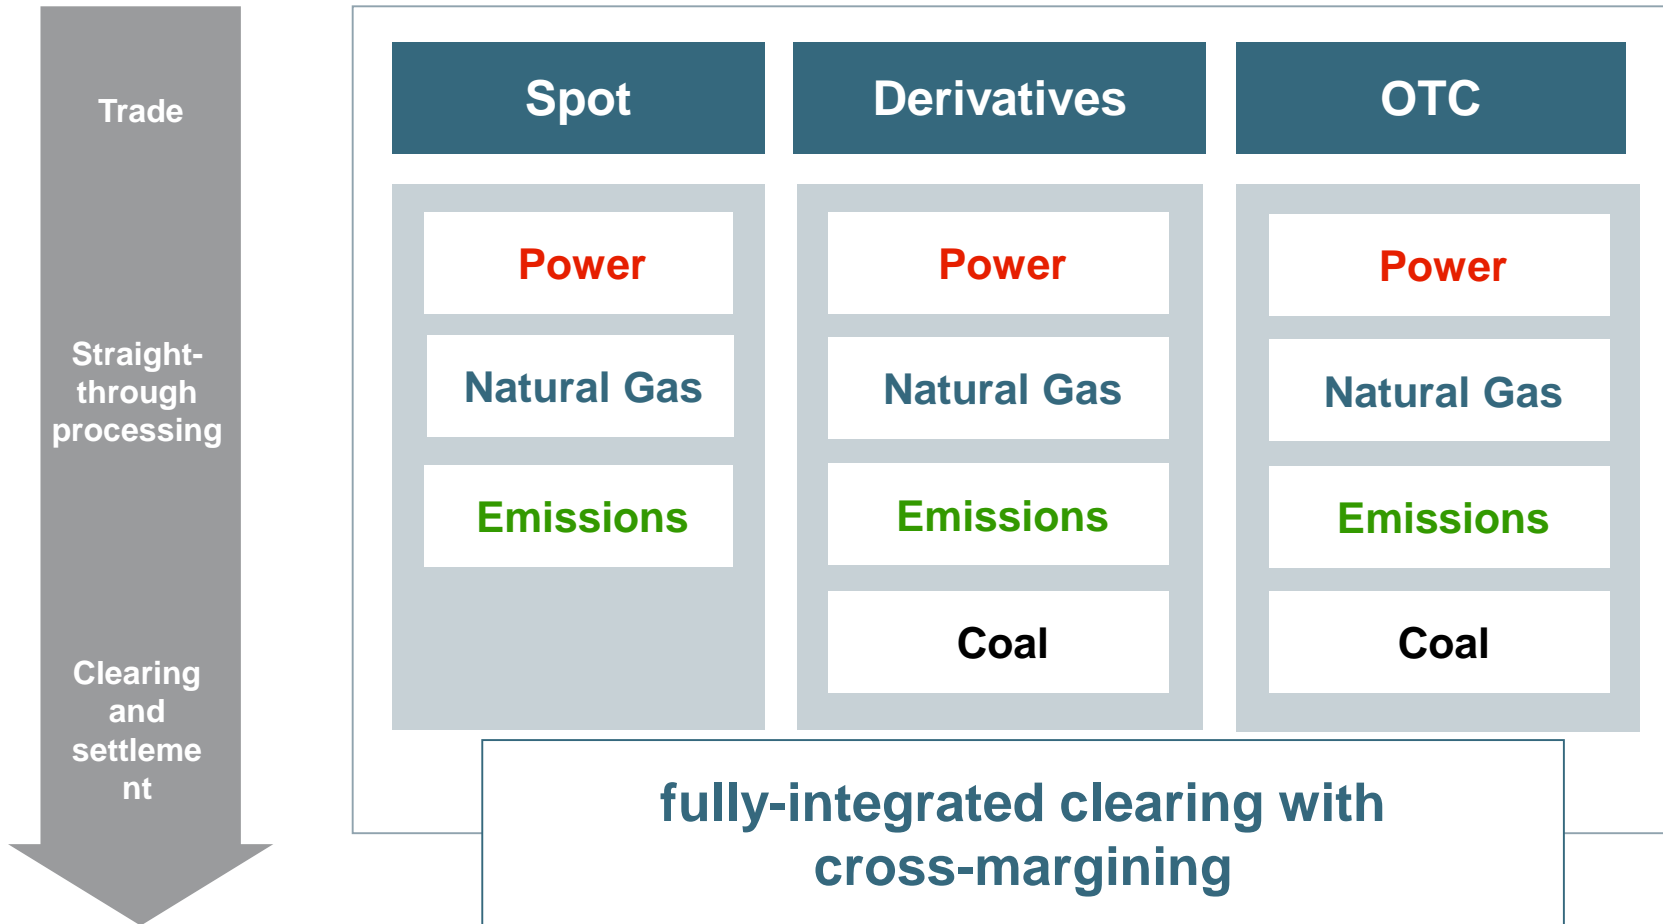 Trade
Straight-
through
processing
Clearing
and
settleme
nt
Spot
Power
Natural Gas
Emissions
Derivatives
Power
Natural Gas
Emissions
Coal
OTC
Power
Natural Gas
Emissions
Coal
fully-integrated clearing with
cross-margining